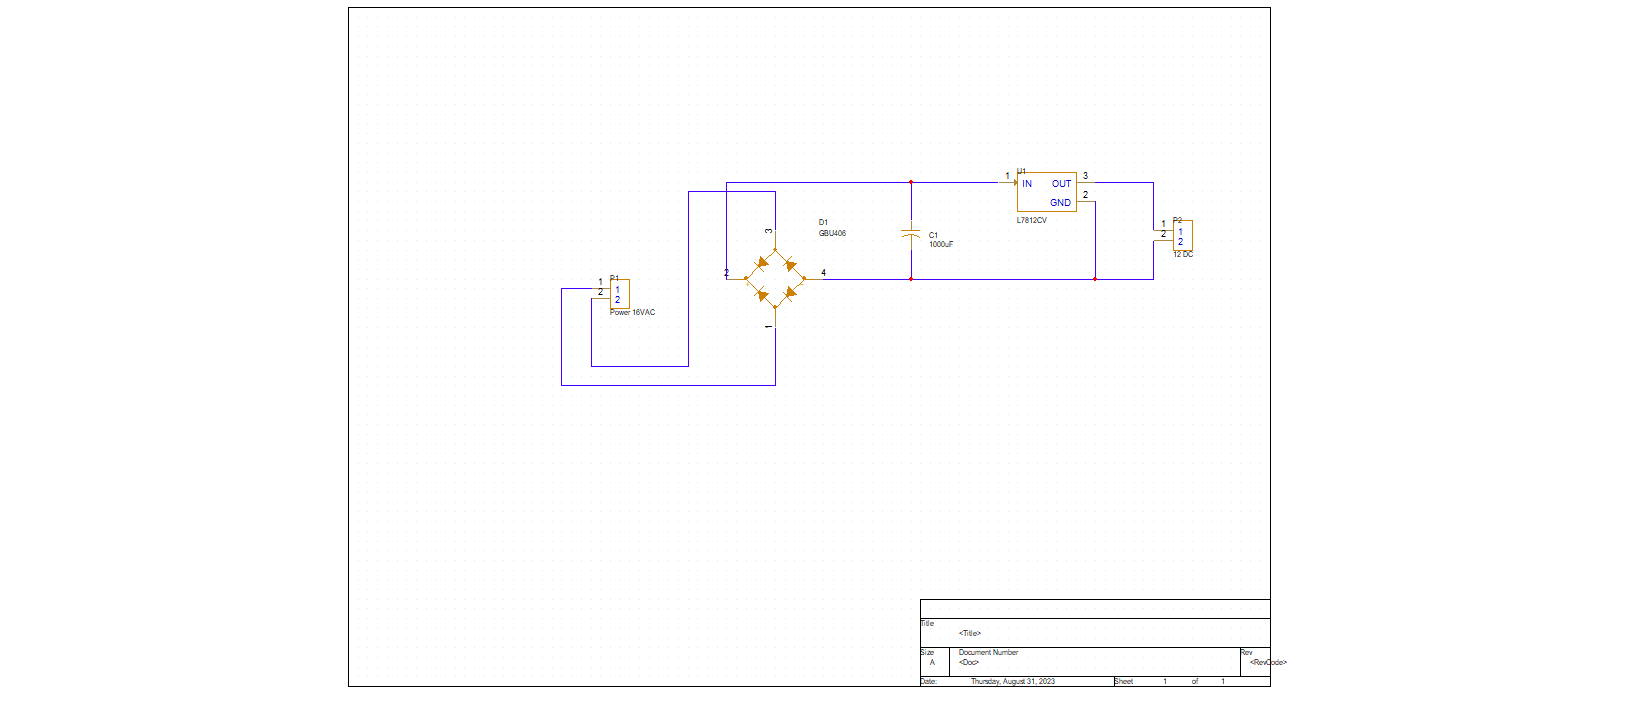 U1
1
IN
OUT
3
GND
2
L7812CV
P2
1
1
2
2
12 DC
D1
GBU406
C1
1000uF
3
2
4
1
P1
1
1
2
2
Power 16VAC
Title
<Title>
Size
A
Document Number
<Doc>
Rev
<RevCode>
Date:
Thursday, August 31, 2023
Sheet
1
of
1